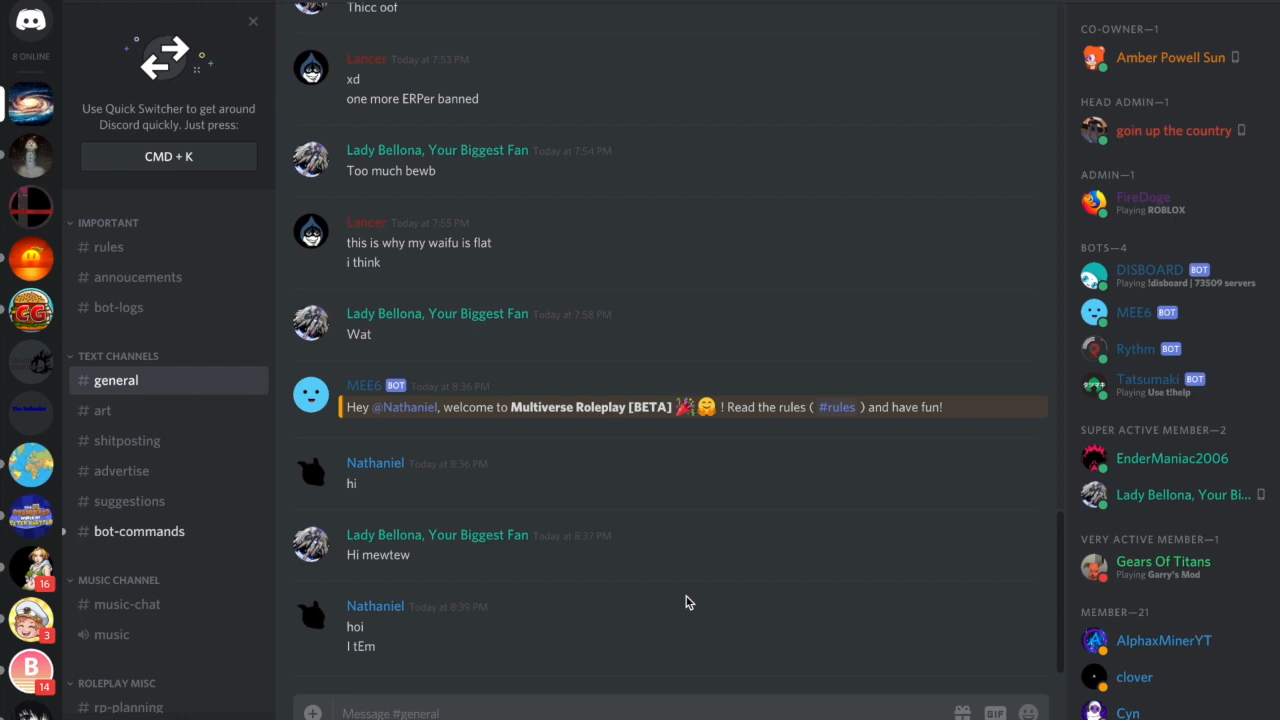 8 ONLINE
16
3
B
14
Use Quick Switcher to get around
Discord quickly. Just press:
CMD + K
IMPORTANT
# rules
# annoucements
# bot-logs
TEXT CHANNELS
# general
# art
# shitposting
# advertise
# suggestions
# bot-commands
MUSIC CHANNEL
# music-chat
music
ROLEPLAY MISC
# rp-planning
Thicc oof
Lancer Today at 7:53 PM
xd
one more ERPer banned
Lady Bellona, Your Biggest Fan Today at 7:54 PM
Too much bewb
Lancer Today at 7:55 PM
this is why my waifu is flat
i think
Lady Bellona, Your Biggest Fan Today at 7:58 PM
Wat
MEE6 BOT Today at 8:36 PM
Hey @Nathaniel, welcome to Multiverse Roplay [BETA] 🎉🤗 ! Read the rules ( #rules ) and have fun!
Nathaniel Today at 8:36 PM
hi
Lady Bellona, Your Biggest Fan Today at 8:37 PM
Hi mewtew
Nathaniel Today at 8:39 PM
hoi
I tEm
Message #general
GIF
CO-OWNER—1
Amber Powell Sun
HEAD ADMIN—1
goin up the country
ADMIN—1
FireDoge
Playing ROBLOX
BOTS—4
DISBOARD BOT
Playing !disboard | 73509 servers
MEE6 BOT
Rythm BOT
Tatsumaki BOT
Playing Use t!help
SUPER ACTIVE MEMBER—2
EnderManiac2006
Lady Bellona, Your Bi...
VERY ACTIVE MEMBER—1
Gears Of Titans
Playing Garry's Mod
MEMBER—21
AlphaxMinerYT
clover
Cyn